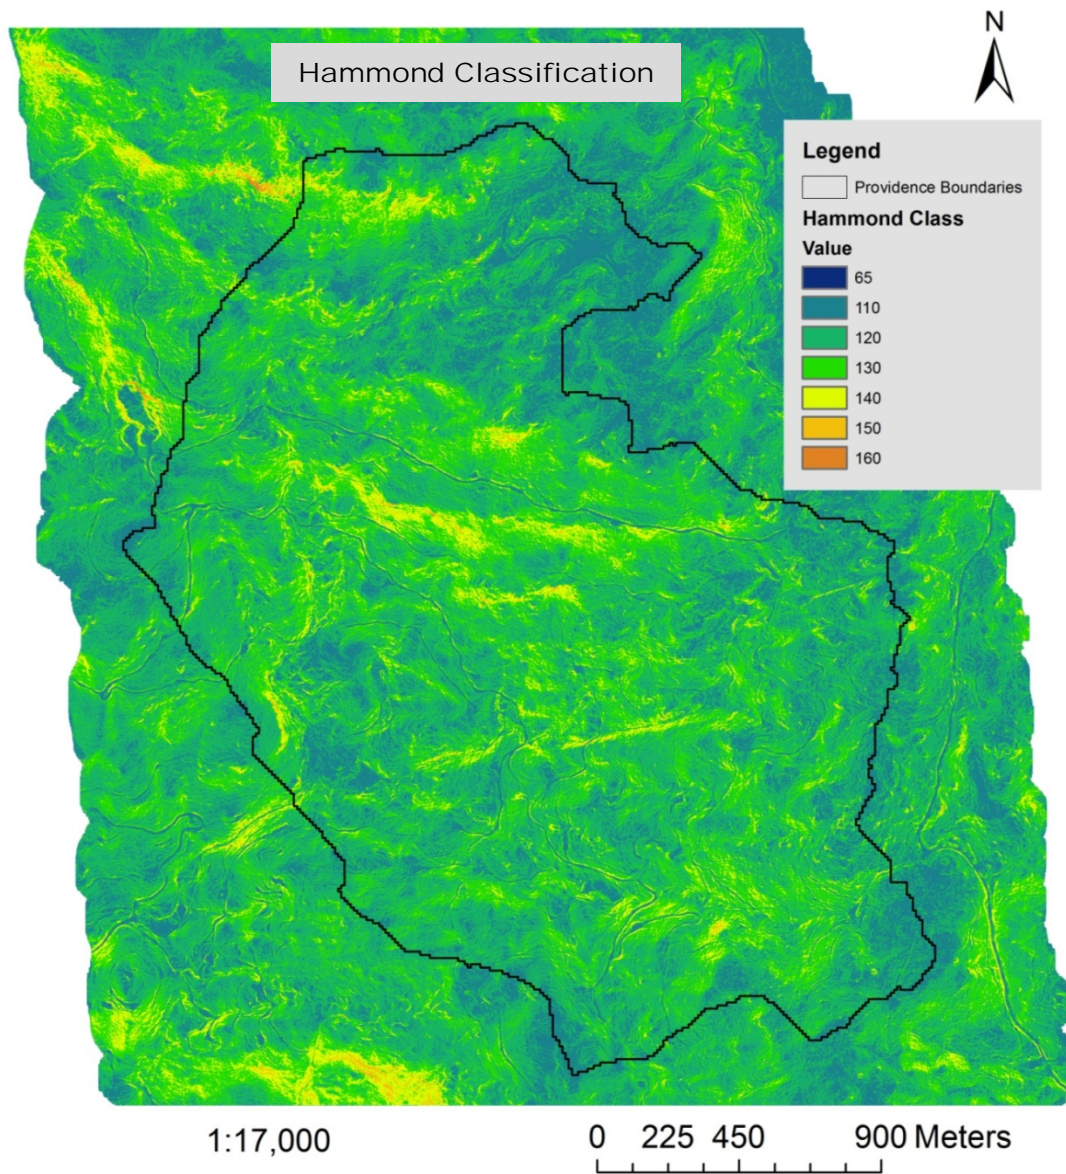 N
Hammond Classification
Legend
Providence Boundaries
Hammond Class
Value
65
110
120
130
140
150
160
1:17,000
0 225 450 900 Meters